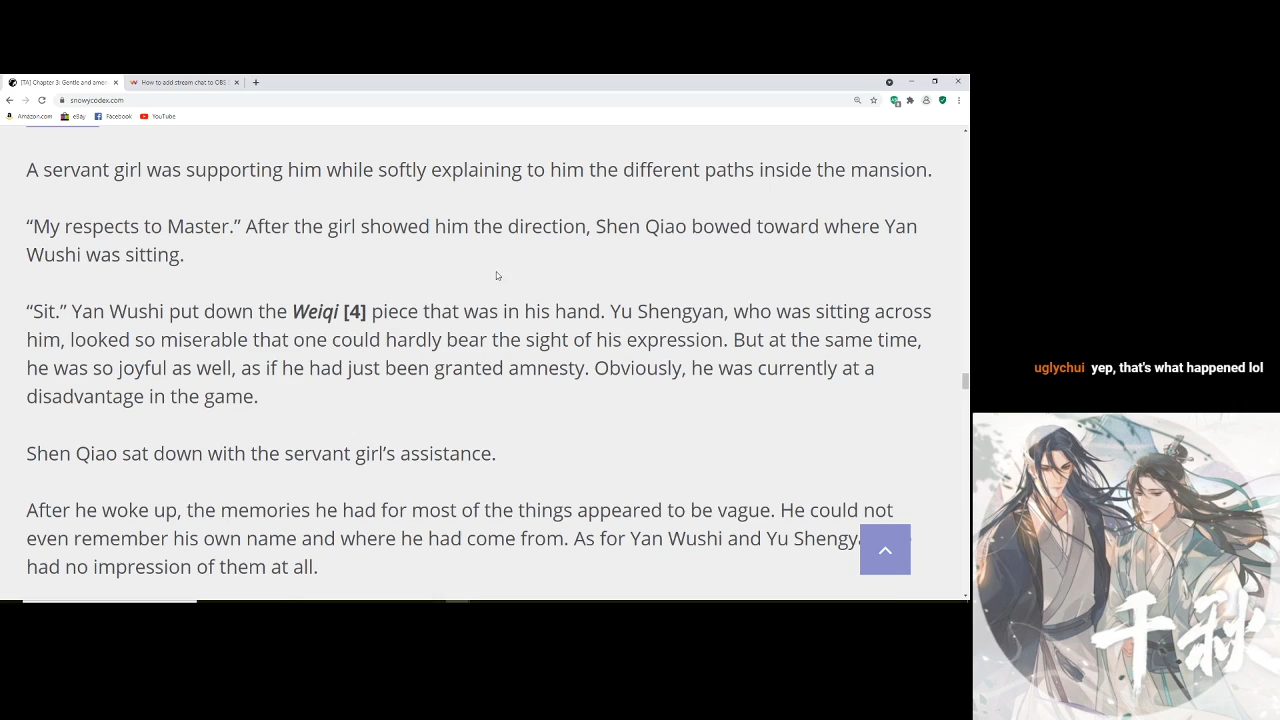 [TA] Chapter 3: Gentle and amer
How to add stream chat to OBS
snowycodex.com
Amazon.com eBay Facebook YouTube
A servant girl was supporting him while softly explaining to him the different paths inside the mansion.
“My respects to Master.” After the girl showed him the direction, Shen Qiao bowed toward where Yan
Wushi was sitting.
“Sit.” Yan Wushi put down the Weiqi [4] piece that was in his hand. Yu Shengyan, who was sitting across
him, looked so miserable that one could hardly bear the sight of his expression. But at the same time,
he was so joyful as well, as if he had just been granted amnesty. Obviously, he was currently at a
disadvantage in the game.
Shen Qiao sat down with the servant girl’s assistance.
After he woke up, the memories he had for most of the things appeared to be vague. He could not
even remember his own name and where he had come from. As for Yan Wushi and Yu Shengya
had no impression of them at all.
uglychui yep, that's what happened lol
千秋